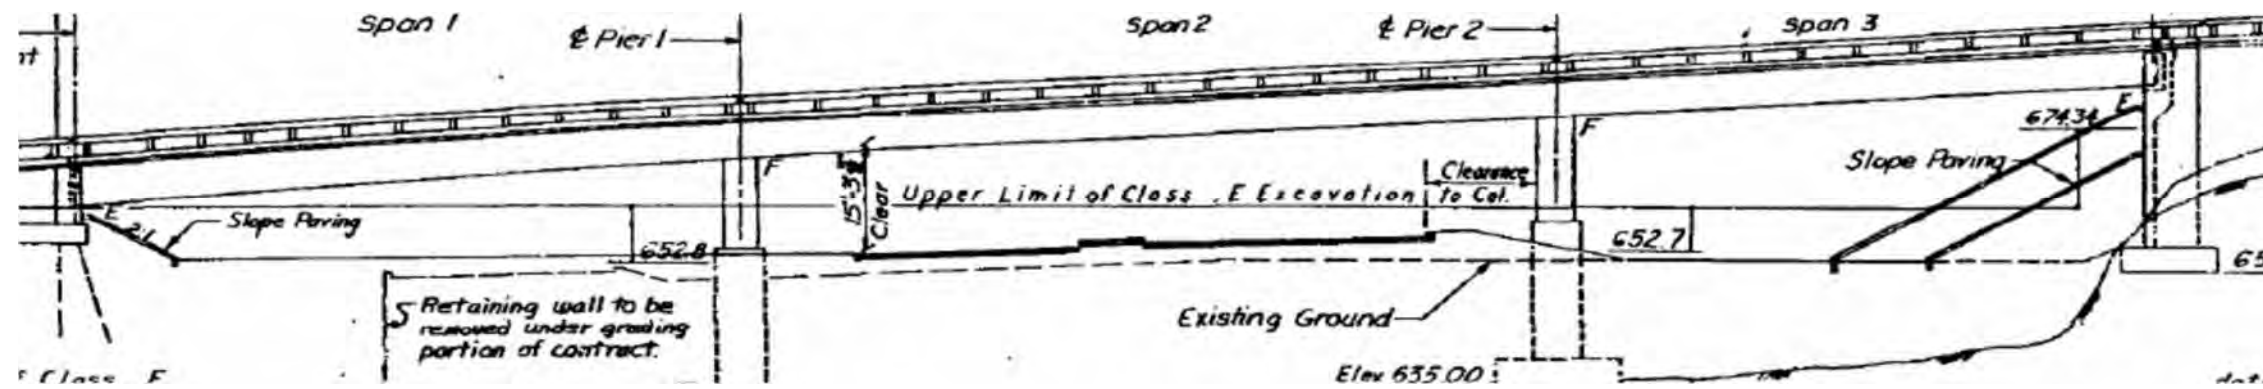 Span 1
℄ Pier 1
Span 2
℄ Pier 2
Span 3
E
2:1
Slope Paving
652.8
F
15'-3
Clear
Upper Limit of Class E Excavation
Clearance
to Col.
F
652.7
674.34
E
Slope Paving
Retaining wall to be
removed under grading
portion of contract.
Existing Ground
Elev. 635.00
Class E